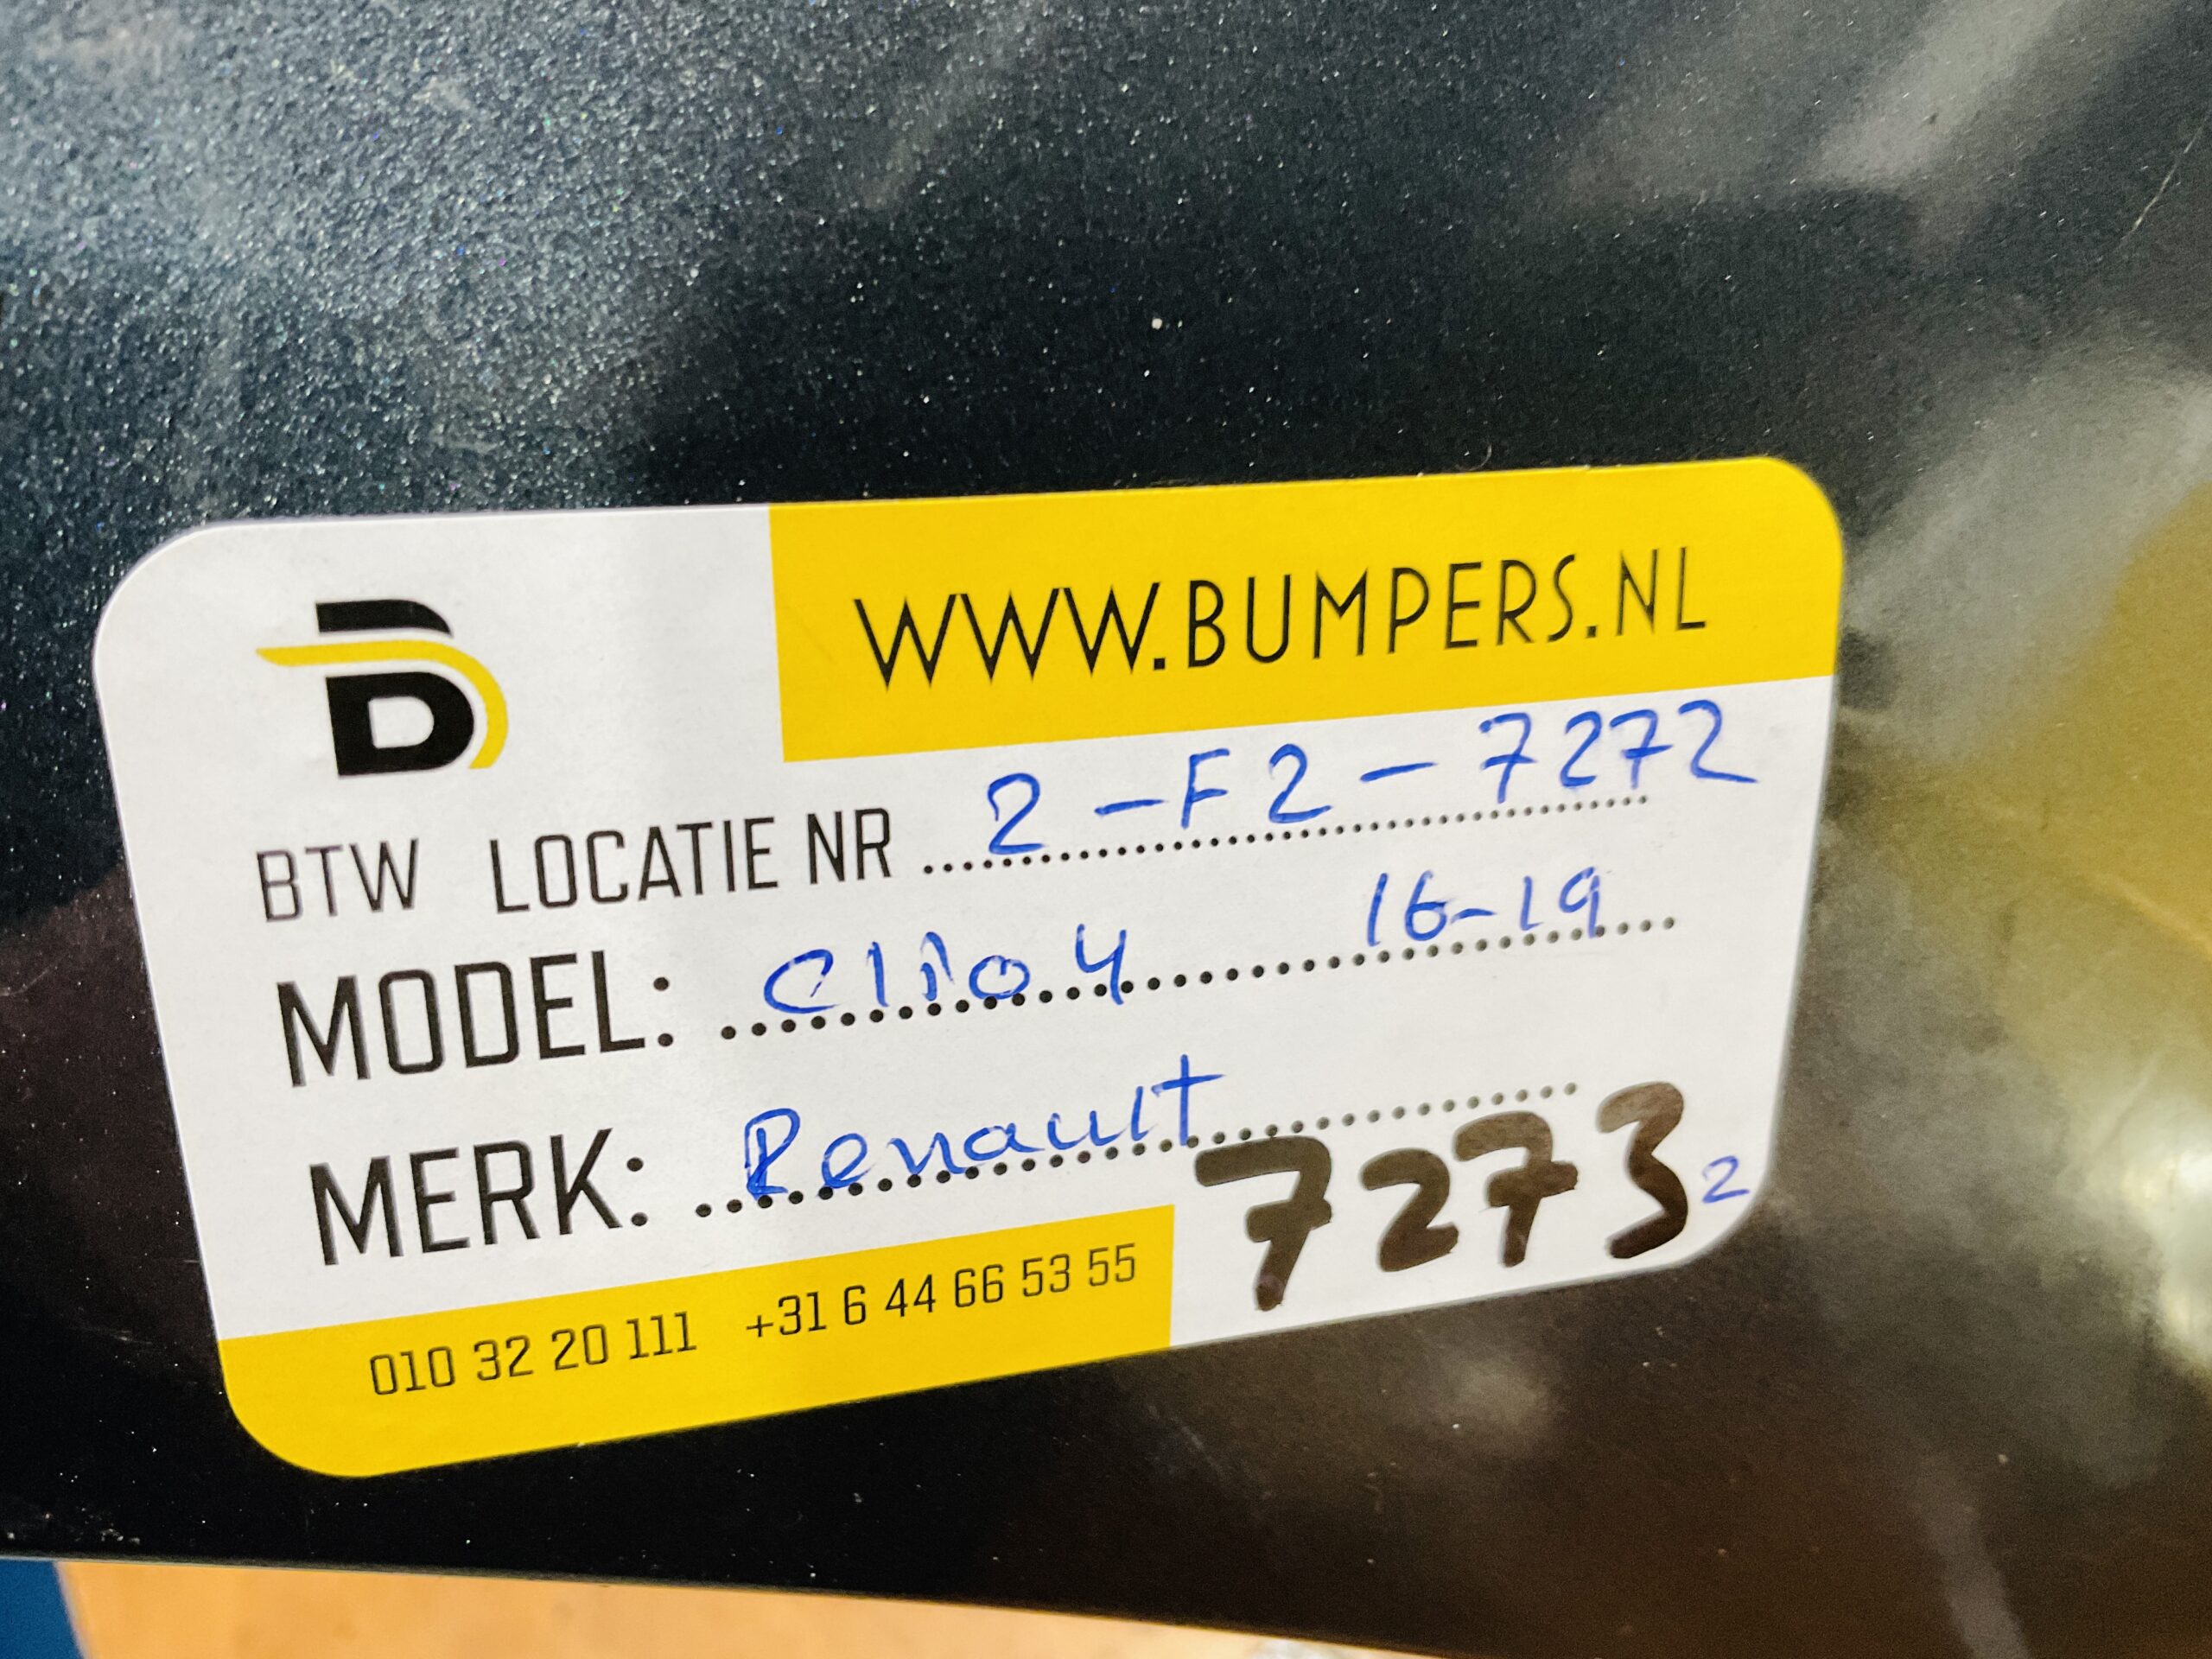 B
WWW.BUMPERS.NL
BTW LOCATIE NR 2-F2-7272
MODEL: Clio 4 16-19
MERK: Renault
7273 2
010 32 20 111 +31 6 44 66 53 55